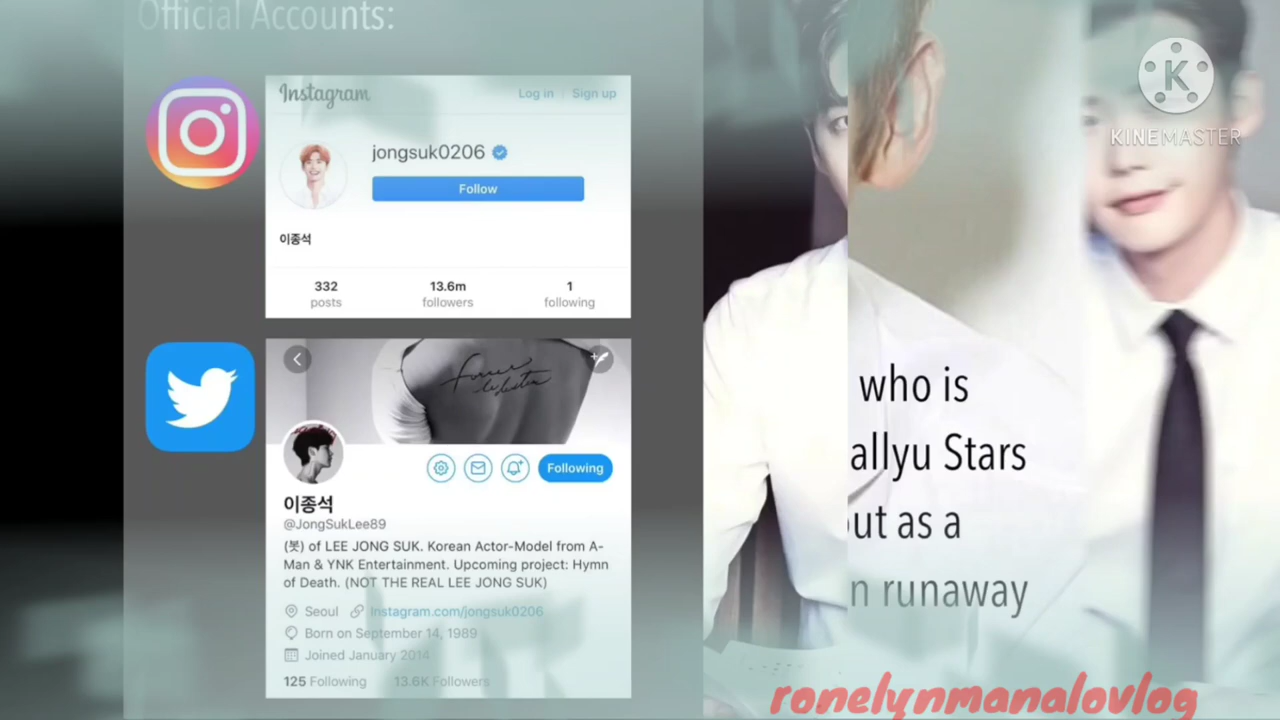 Official Accounts:
Instagram
Log in | Sign up
jongsuk0206
Follow
이종석
332
posts
13.6m
followers
1
following
Following
이종석
@JongSukLee89
(봇) of LEE JONG SUK. Korean Actor-Model from A-
Man & YNK Entertainment. Upcoming project: Hymn
of Death. (NOT THE REAL LEE JONG SUK)
Seoul
Instagram.com/jongsuk0206
Born on September 14, 1989
Joined January 2014
125 Following
13.6K Followers
K
KINEMASTER
who is
allyu Stars
out as a
n runaway
ronelynmanalovlog